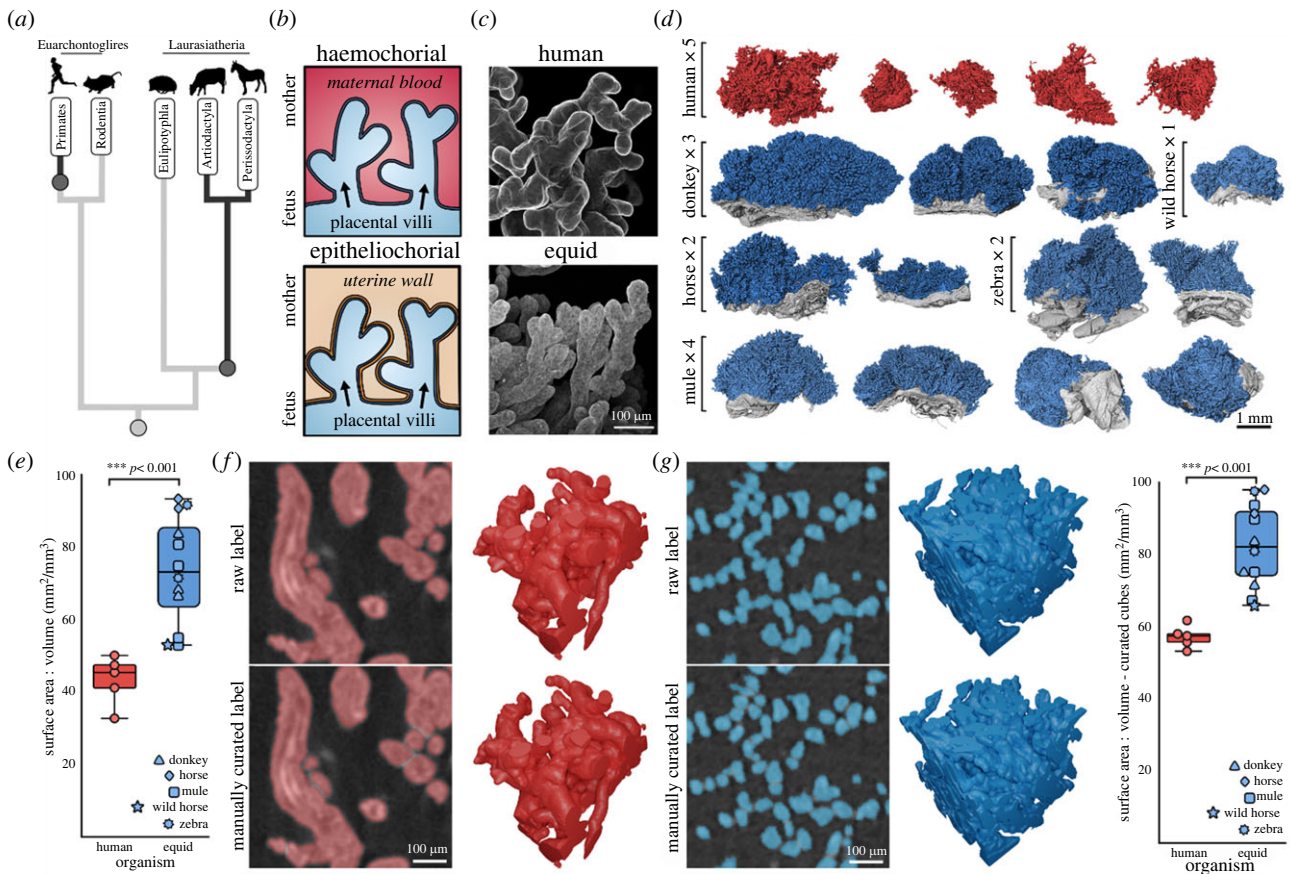 (a)
Euarchontoglires
Laurasiatheria
Primates
Rodentia
Eulipotyphla
Artiodactyla
Perissodactyla
(b)
haemochorial
mother
maternal blood
fetus
placental villi
epitheliochorial
mother
uterine wall
fetus
placental villi
(c)
human
equid
100 µm
(d)
human × 5
donkey × 3
wild horse × 1
horse × 2
zebra × 2
mule × 4
1 mm
(e)
*** p< 0.001
surface area : volume (mm²/mm³)
100
80
60
40
20
donkey
horse
mule
wild horse
zebra
human
equid
organism
(f)
raw label
manually curated label
100 µm
(g)
raw label
manually curated label
100 µm
*** p< 0.001
surface area : volume - curated cubes (mm²/mm³)
100
80
60
40
20
donkey
horse
mule
wild horse
zebra
human
equid
organism